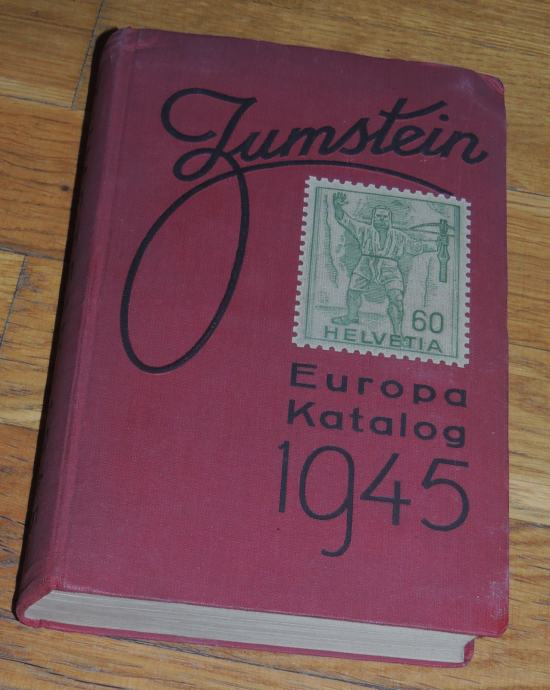 Zumstein
60
HELVETIA
Europa
Katalog
1945